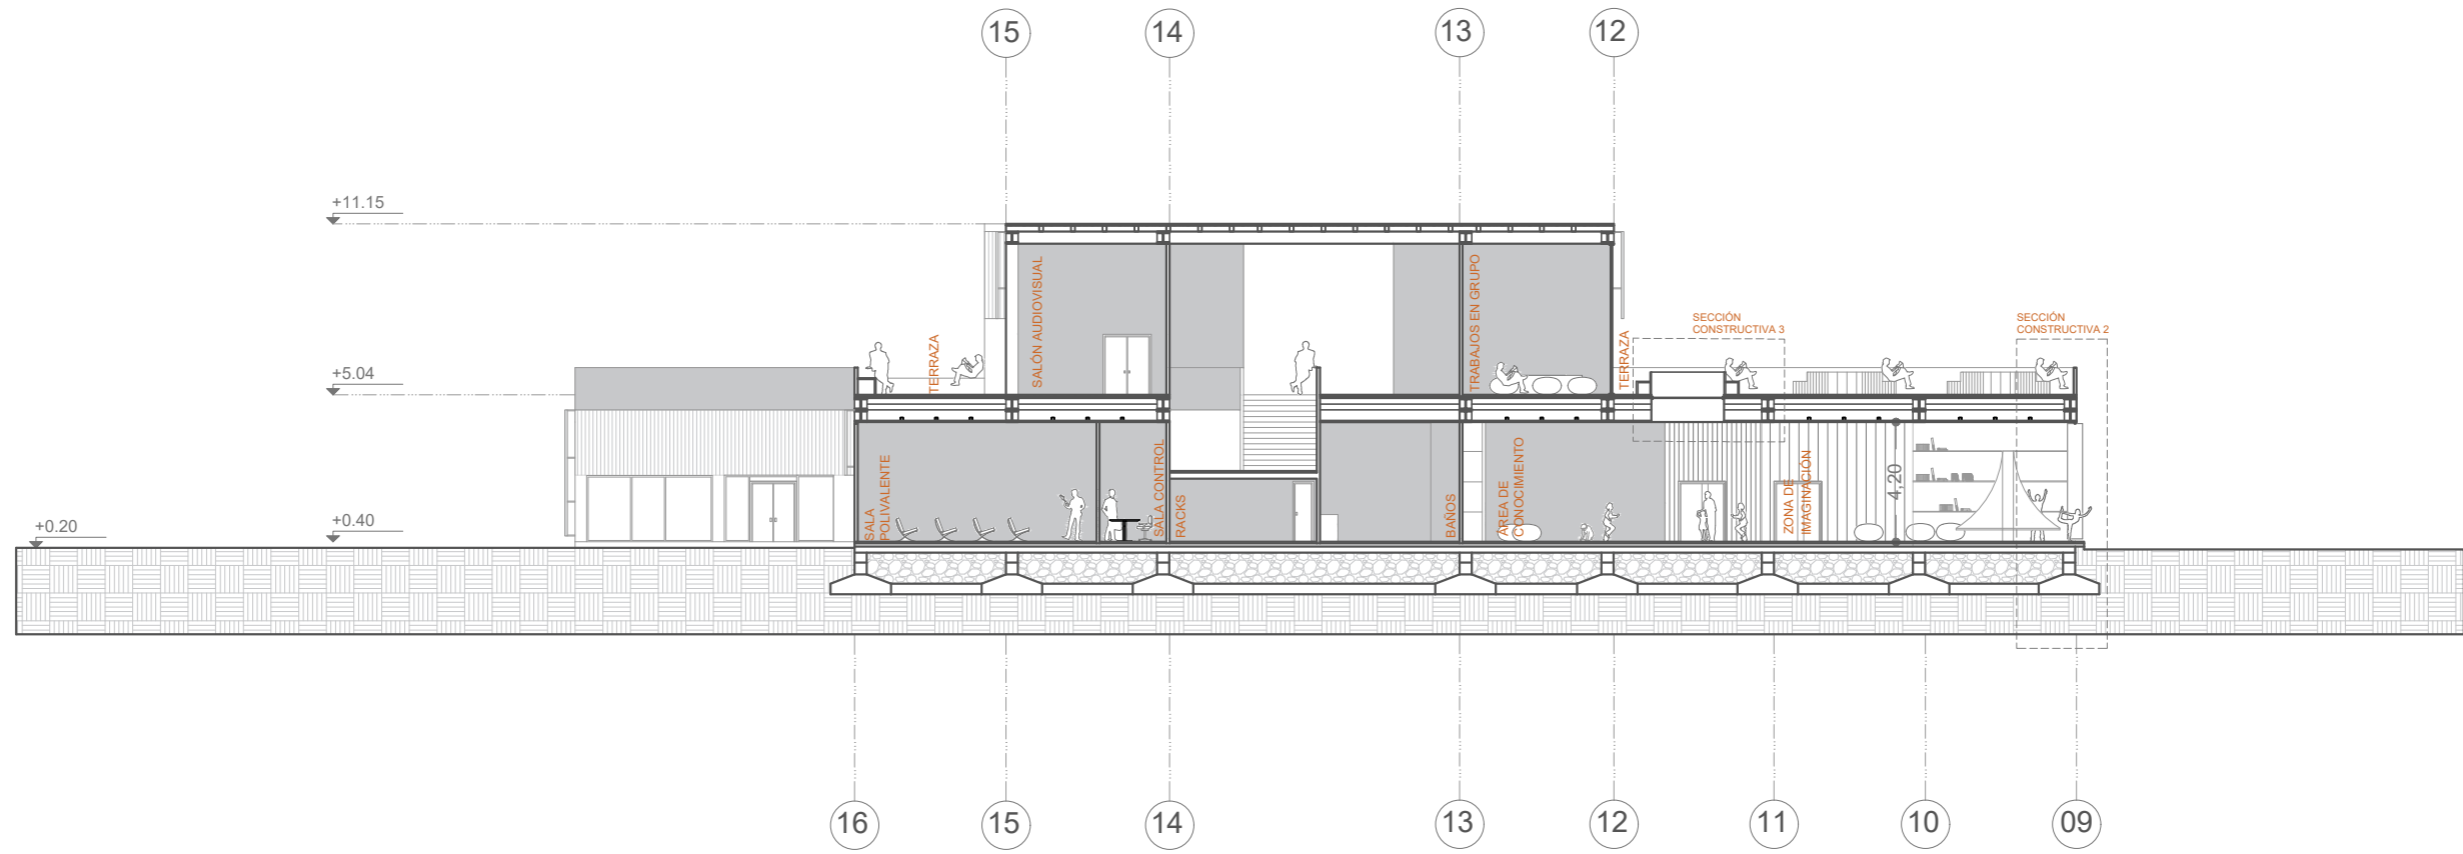 15
14
13
12
+11.15
+5.04
+0.20
+0.40
TERRAZA
SALÓN AUDIOVISUAL
TRABAJOS EN GRUPO
TERRAZA
SECCIÓN
CONSTRUCTIVA 3
SECCIÓN
CONSTRUCTIVA 2
SALA
POLIVALENTE
SALA CONTROL
RACKS
BAÑOS
ÁREA DE
CONOCIMIENTO
ZONA DE
IMAGINACIÓN
4,20
16
15
14
13
12
11
10
09